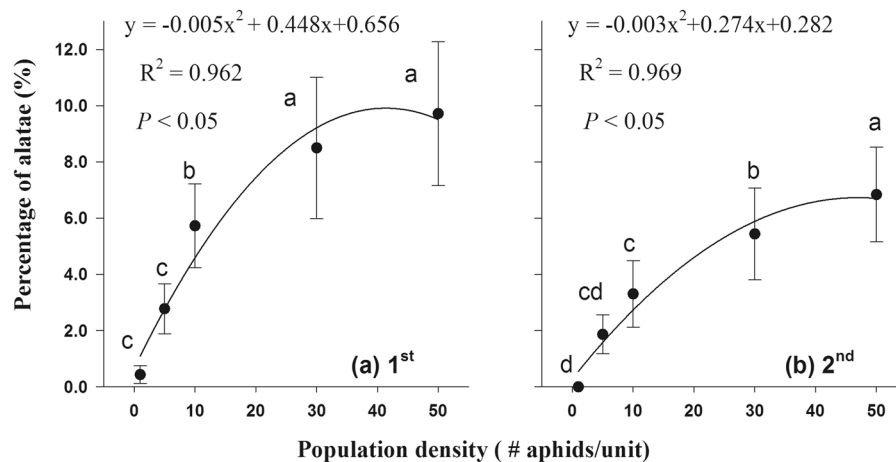 y = -0.005x² + 0.448x+0.656
R² = 0.962
P < 0.05
y = -0.003x²+0.274x+0.282
R² = 0.969
P < 0.05
Percentage of alatae (%)
12.0
10.0
8.0
6.0
4.0
2.0
0.0
c
c
b
a
a
d
cd
c
b
a
(a) 1st
(b) 2nd
0 10 20 30 40 50
0 10 20 30 40 50
Population density ( # aphids/unit)